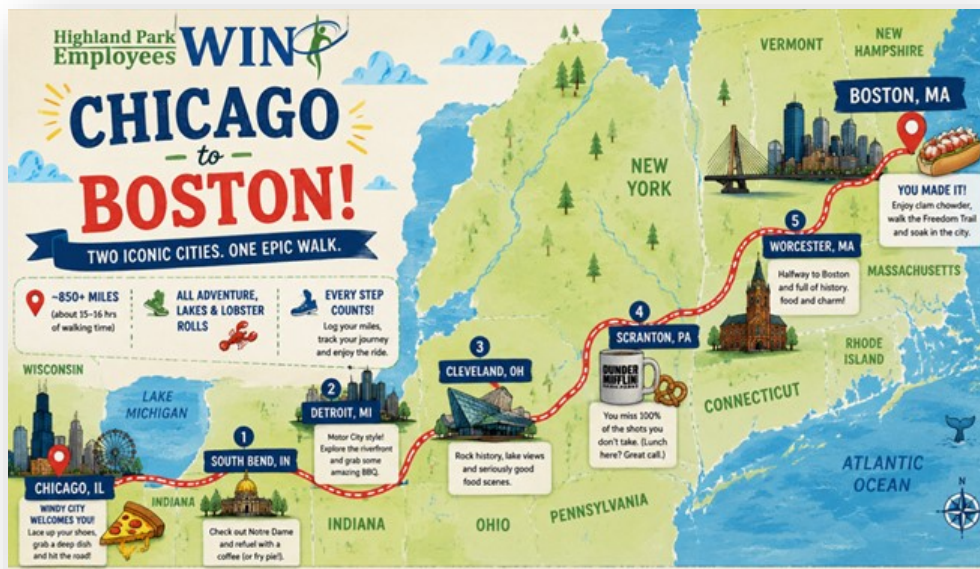 Highland Park
Employees WIN
CHICAGO
to
BOSTON!
TWO ICONIC CITIES. ONE EPIC WALK.
~850+ MILES
(about 15–16 hrs
of walking time)
ALL ADVENTURE,
LAKES & LOBSTER
ROLLS
EVERY STEP
COUNTS!
Log your miles,
track your journey
and enjoy the ride.
WISCONSIN
LAKE
MICHIGAN
CHICAGO, IL
WINDY CITY
WELCOMES YOU!
Lace up your shoes,
grab a deep dish
and hit the road!
INDIANA
1
SOUTH BEND, IN
Check out Notre Dame
and refuel with a
coffee (or fry pie!).
2
DETROIT, MI
Motor City style!
Explore the riverfront
and grab some
amazing BBQ.
INDIANA
3
CLEVELAND, OH
Rock history, lake views
and seriously good
food scenes.
OHIO
4
SCRANTON, PA
DUNDER
MIFFLIN
You miss 100%
of the shots you
don't take. (Lunch
here? Great call.)
PENNSYLVANIA
NEW
YORK
VERMONT
NEW
HAMPSHIRE
5
WORCESTER, MA
Halfway to Boston
and full of history,
food and charm!
BOSTON, MA
YOU MADE IT!
Enjoy clam chowder,
walk the Freedom Trail
and soak in the city.
MASSACHUSETTS
RHODE
ISLAND
CONNECTICUT
ATLANTIC
OCEAN
N